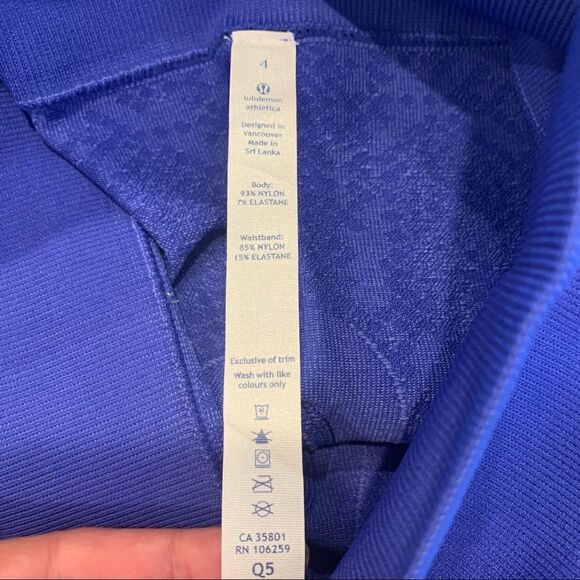 4
lululemon
athletica
Designed in
Vancouver
Made in
Sri Lanka
Body:
93% NYLON
7% ELASTANE
Waistband:
85% NYLON
15% ELASTANE
Exclusive of trim
Wash with like
colours only
CA 35801
RN 106259
Q5